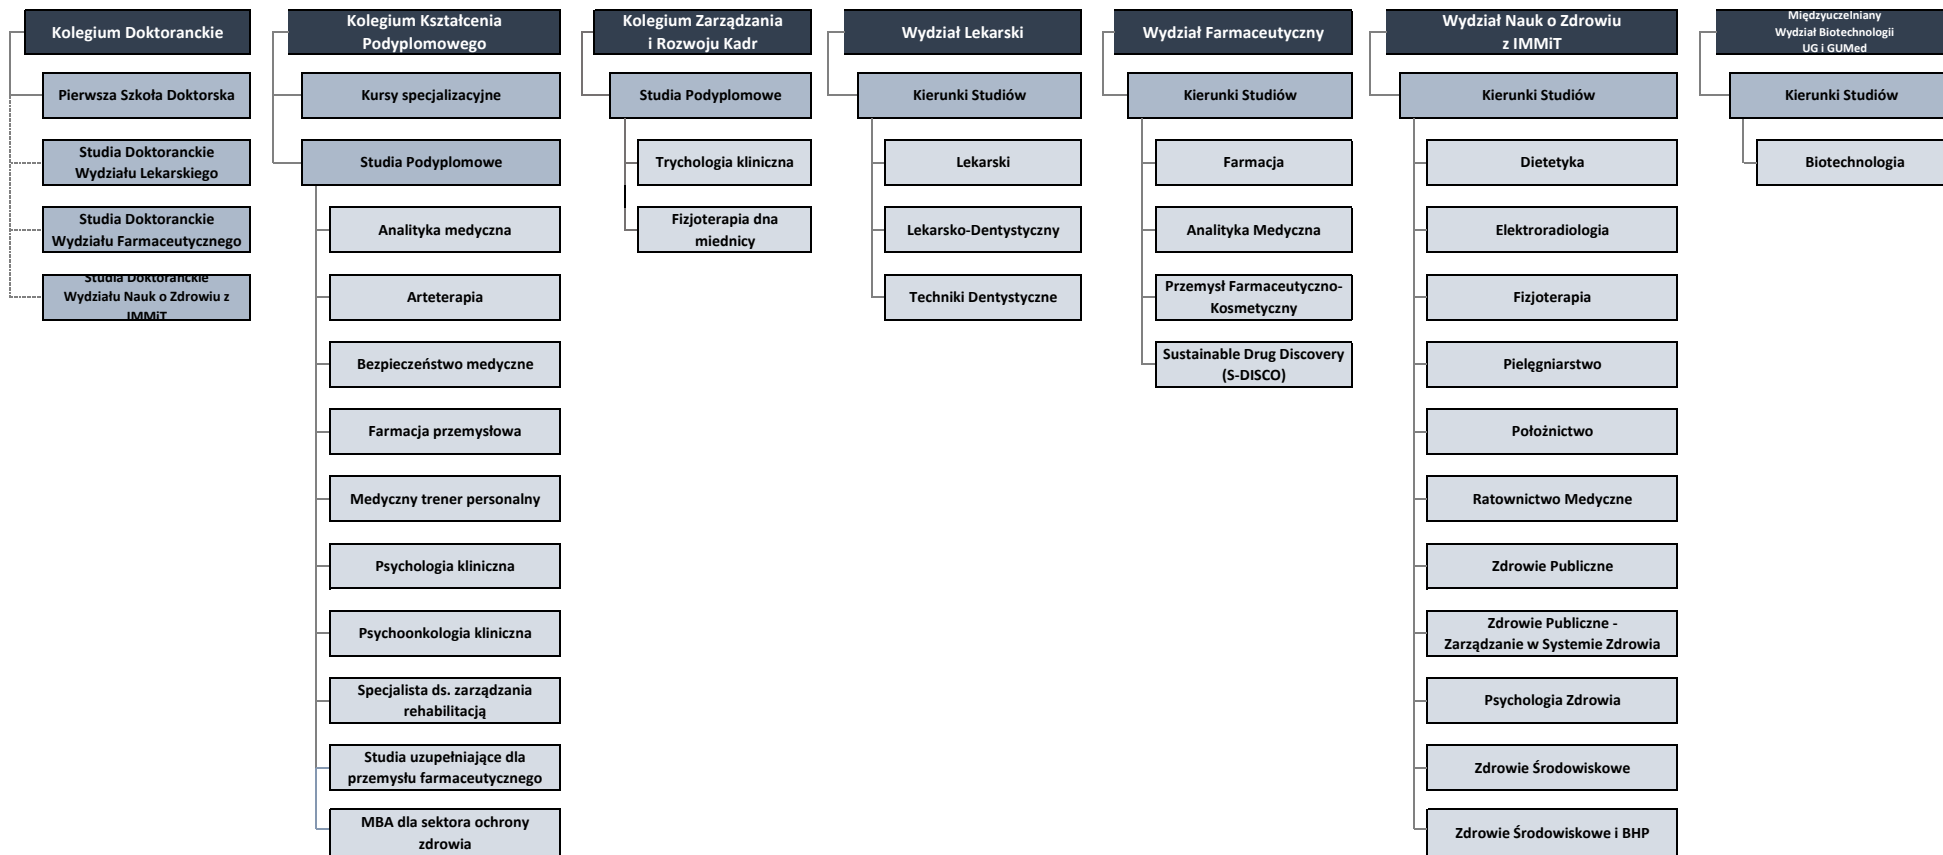 Kolegium Doktoranckie
Pierwsza Szkoła Doktorska
Studia Doktoranckie
Wydziału Lekarskiego
Studia Doktoranckie
Wydziału Farmaceutycznego
Studia Doktoranckie
Wydziału Nauk o Zdrowiu z
IMMiT
Kolegium Kształcenia
Podyplomowego
Kursy specjalizacyjne
Studia Podyplomowe
Analityka medyczna
Arteterapia
Bezpieczeństwo medyczne
Farmacja przemysłowa
Medyczny trener personalny
Psychologia kliniczna
Psychoonkologia kliniczna
Specjalista ds. zarządzania
rehabilitacją
Studia uzupełniające dla
przemysłu farmaceutycznego
MBA dla sektora ochrony
zdrowia
Kolegium Zarządzania
i Rozwoju Kadr
Studia Podyplomowe
Trychologia kliniczna
Fizjoterapia dna
miednicy
Wydział Lekarski
Kierunki Studiów
Lekarski
Lekarsko-Dentystyczny
Techniki Dentystyczne
Wydział Farmaceutyczny
Kierunki Studiów
Farmacja
Analityka Medyczna
Przemysł Farmaceutyczno-
Kosmetyczny
Sustainable Drug Discovery
(S-DISCO)
Wydział Nauk o Zdrowiu
z IMMiT
Kierunki Studiów
Dietetyka
Elektroradiologia
Fizjoterapia
Pielęgniarstwo
Położnictwo
Ratownictwo Medyczne
Zdrowie Publiczne
Zdrowie Publiczne -
Zarządzanie w Systemie Zdrowia
Psychologia Zdrowia
Zdrowie Środowiskowe
Zdrowie Środowiskowe i BHP
Międzyuczelniany
Wydział Biotechnologii
UG i GUMed
Kierunki Studiów
Biotechnologia